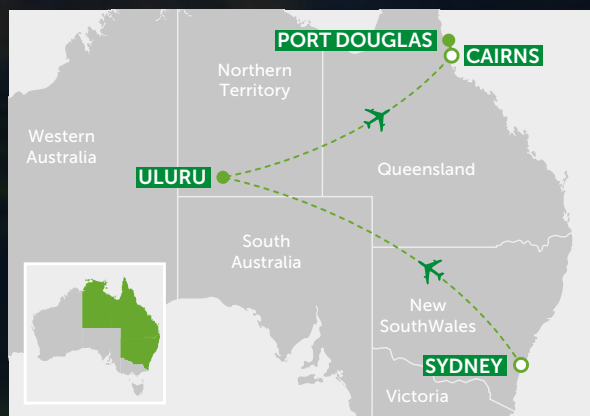 PORT DOUGLAS
CAIRNS
Northern
Territory
Western
Australia
Queensland
ULURU
South
Australia
New
SouthWales
SYDNEY
Victoria